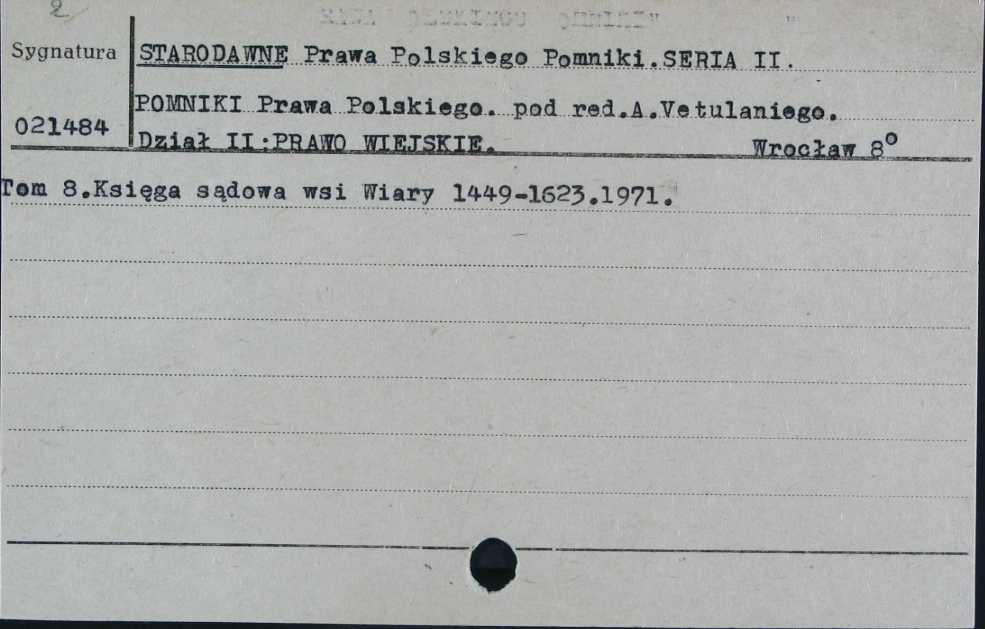 2
Sygnatura
021484
STARODAWNE Prawa Polskiego Pomniki.SERIA II.
POMNIKI Prawa Polskiego. pod red.A.Vetulaniego.
Dział II:PRAWO WIEJSKIE. Wrocław 8°
Tom 8.Księga sądowa wsi Wiary 1449-1623.1971.